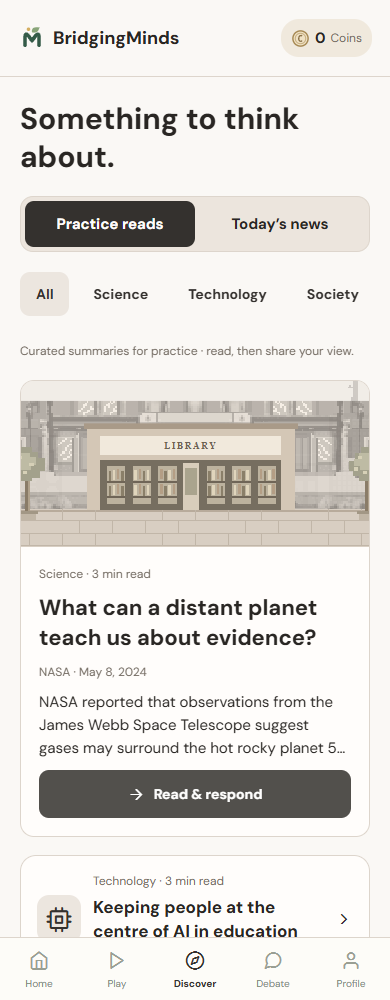 BridgingMinds
0 Coins
Something to think
about.
Practice reads
Today’s news
All
Science
Technology
Society
Curated summaries for practice · read, then share your view.
LIBRARY
Science · 3 min read
What can a distant planet
teach us about evidence?
NASA · May 8, 2024
NASA reported that observations from the
James Webb Space Telescope suggest
gases may surround the hot rocky planet 5…
Read & respond
Technology · 3 min read
Keeping people at the
centre of AI in education
Home
Play
Discover
Debate
Profile